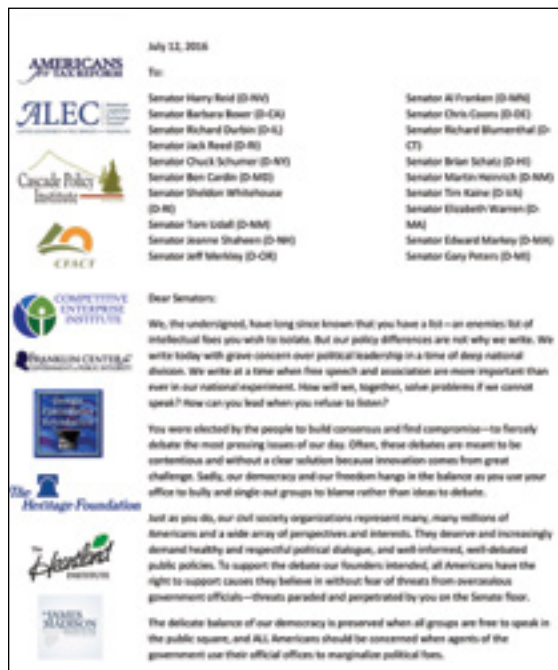 July 12, 2016
To:
Senator Harry Reid (D-NV)
Senator Barbara Boxer (D-CA)
Senator Richard Durbin (D-IL)
Senator Jack Reed (D-RI)
Senator Chuck Schumer (D-NY)
Senator Ben Cardin (D-MD)
Senator Sheldon Whitehouse
(D-RI)
Senator Tom Udall (D-NM)
Senator Jeanne Shaheen (D-NH)
Senator Jeff Merkley (D-OR)
Senator Al Franken (D-MN)
Senator Chris Coons (D-DE)
Senator Richard Blumenthal (D-
CT)
Senator Brian Schatz (D-HI)
Senator Martin Heinrich (D-NM)
Senator Tim Kaine (D-VA)
Senator Elizabeth Warren (D-
MA)
Senator Edward Markey (D-MA)
Senator Gary Peters (D-MI)
AMERICANS
for TAX REFORM
ALEC
Cascade Policy
Institute
CFACT
COMPETITIVE
ENTERPRISE
INSTITUTE
FRANKLIN CENTER
The
Heritage Foundation
The
Heartland
INSTITUTE
The JAMES
MADISON
INSTITUTE
Dear Senators:
We, the undersigned, have long since known that you have a list—an enemies list of
intellectual foes you wish to isolate. But our policy differences are not why we write. We
write today with grave concern over political leadership in a time of deep national
division. We write at a time when free speech and association are more important than
ever in our national experiment. How will we, together, solve problems if we cannot
speak? How can you lead when you refuse to listen?
You were elected by the people to build consensus and find compromise—to fiercely
debate the most pressing issues of our day. Often, these debates are meant to be
contentious and without a clear solution because innovation comes from great
challenge. Sadly, our democracy and our freedom hangs in the balance as you use your
office to bully and single out groups to blame rather than ideas to debate.
Just as you do, our civil society organizations represent many, many millions of
Americans and a wide array of perspectives and interests. They deserve and increasingly
demand healthy and respectful political dialogue, and well-informed, well-debated
public policies. To support the debate our founders intended, all Americans have the
right to support causes they believe in without fear of threats from overzealous
government officials—threats paraded and perpetrated by you on the Senate floor.
The delicate balance of our democracy is preserved when all groups are free to speak in
the public square, and ALL Americans should be concerned when agents of the
government use their official offices to marginalize political foes.